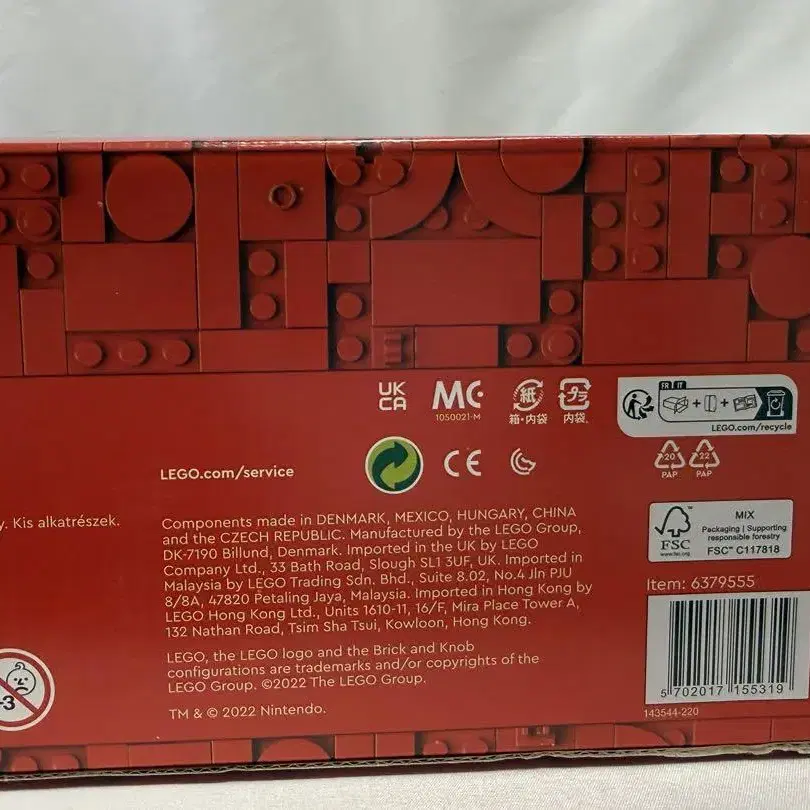 UK
CA
MC
1050021-M
紙
箱・内袋
プラ
内袋
FR IT
LEGO.com/recycle
20
PAP
22
PAP
LEGO.com/service
CE
y. Kis alkatrészek.
Components made in DENMARK, MEXICO, HUNGARY, CHINA
and the CZECH REPUBLIC. Manufactured by the LEGO Group,
DK-7190 Billund, Denmark. Imported in the UK by LEGO
Company Ltd., 33 Bath Road, Slough SL1 3UF, UK. Imported in
Malaysia by LEGO Trading Sdn. Bhd., Suite 8.02, No.4 Jln PJU
8/8A, 47820 Petaling Jaya, Malaysia. Imported in Hong Kong by
LEGO Hong Kong Ltd., Units 1610-11, 16/F, Mira Place Tower A,
132 Nathan Road, Tsim Sha Tsui, Kowloon, Hong Kong.
LEGO, the LEGO logo and the Brick and Knob
configurations are trademarks and/or copyrights of the
LEGO Group. ©2022 The LEGO Group.
TM & © 2022 Nintendo.
-3
FSC™
www.fsc.org
MIX
Packaging | Supporting
responsible forestry
FSC™ C117818
Item: 6379555
5 702017 155319
143544-220